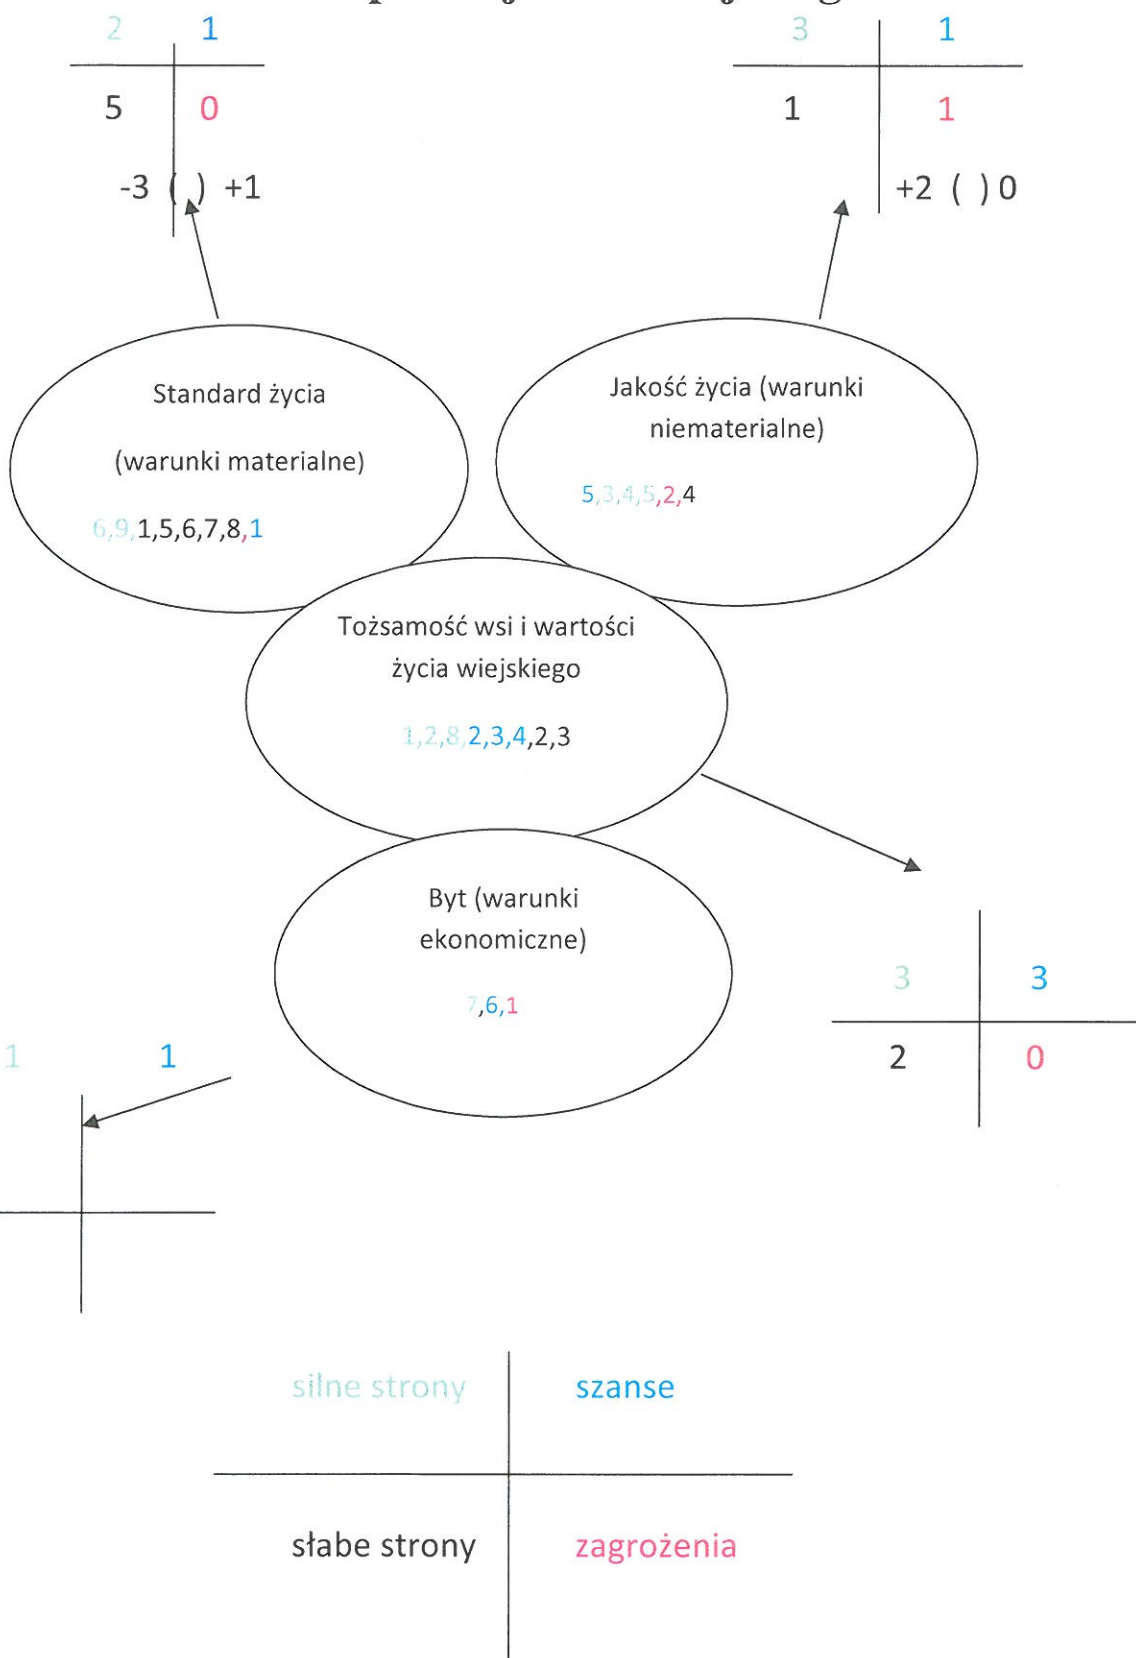 2 1
5 0
-3 ( ) +1
3 1
1 1
+2 ( ) 0
Standard życia
(warunki materialne)
6,9,1,5,6,7,8,1
Jakość życia (warunki
niematerialne)
5,3,4,5,2,4
Tożsamość wsi i wartości
życia wiejskiego
1,2,8,2,3,4,2,3
Byt (warunki
ekonomiczne)
7,6,1
3 3
2 0
1 1
silne strony szanse
słabe strony zagrożenia